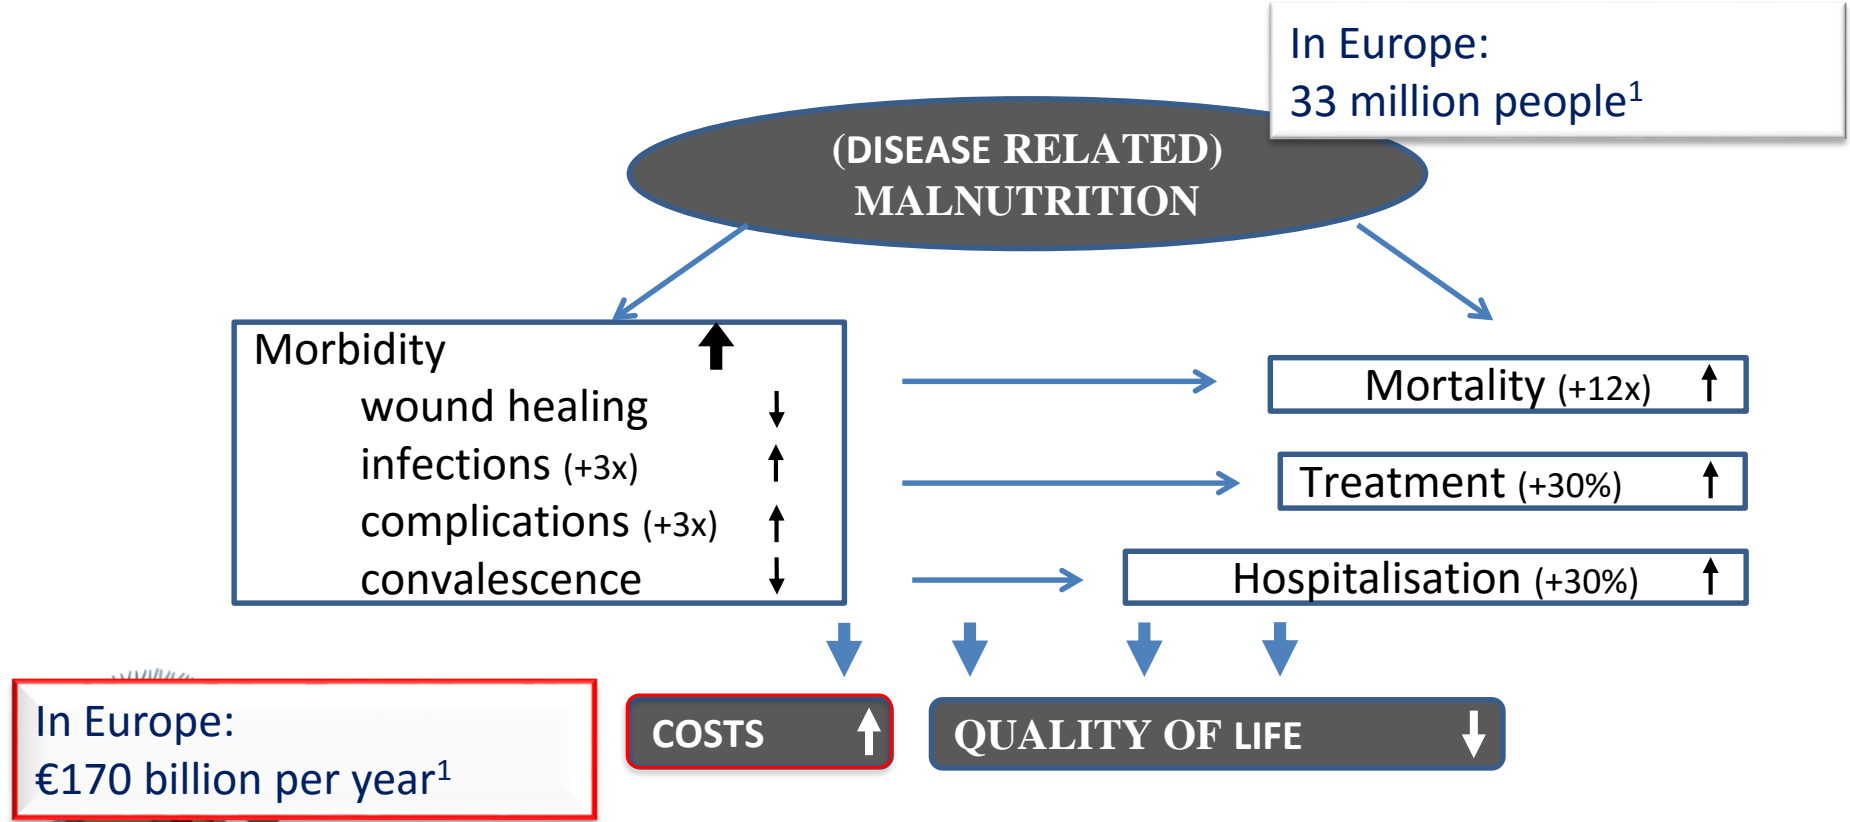 In Europe:
33 million people¹
(DISEASE RELATED)
MALNUTRITION
Morbidity
wound healing
infections (+3x)
complications (+3x)
convalescence
Mortality (+12x)
Treatment (+30%)
Hospitalisation (+30%)
In Europe:
€170 billion per year¹
COSTS
QUALITY OF LIFE